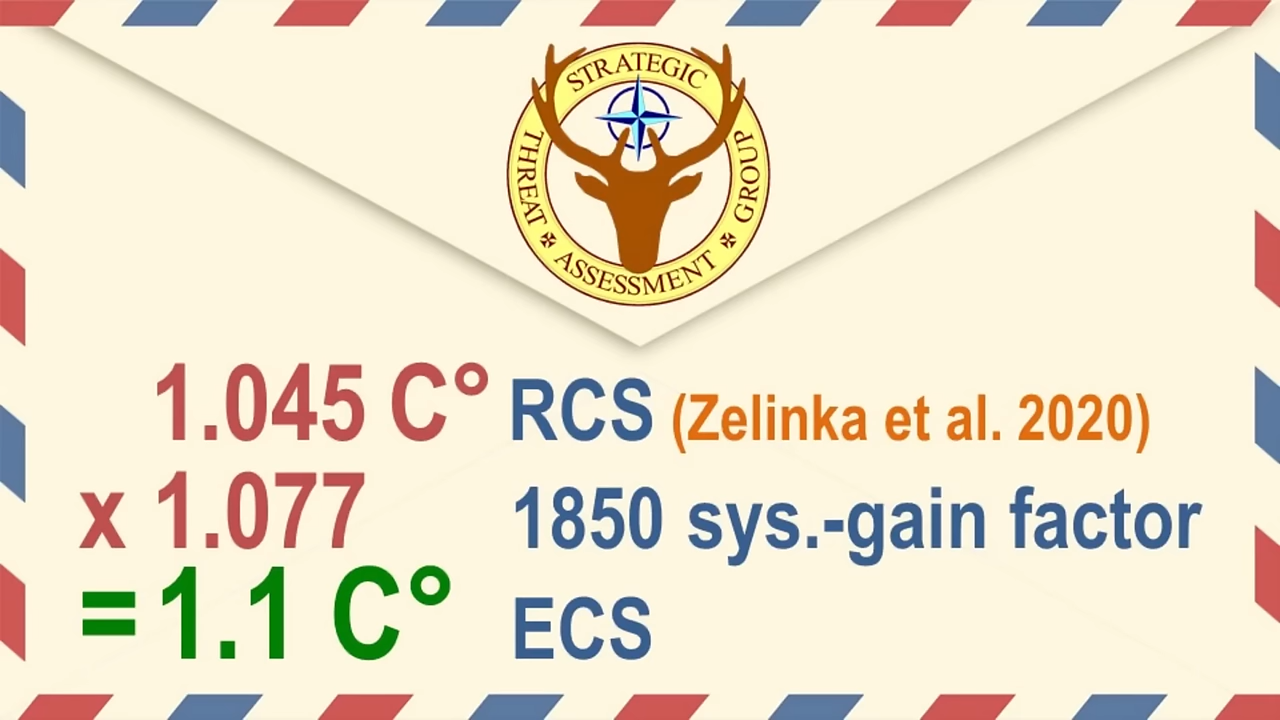 STRATEGIC
THREAT
GROUP
ASSESSMENT
1.045 C° RCS (Zelinka et al. 2020)
x 1.077 1850 sys.-gain factor
= 1.1 C° ECS